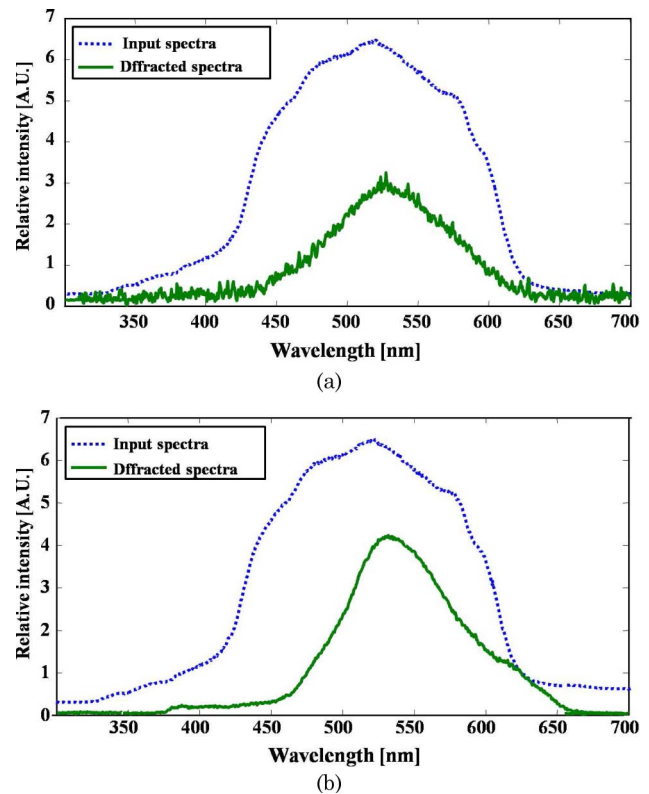 7
6
5
4
3
2
1
0
Relative intensity [A.U.]
Input spectra
Dffracted spectra
350 400 450 500 550 600 650 700
Wavelength [nm]
(a)
7
6
5
4
3
2
1
0
Relative intensity [A.U.]
Input spectra
Dffracted spectra
350 400 450 500 550 600 650 700
Wavelength [nm]
(b)